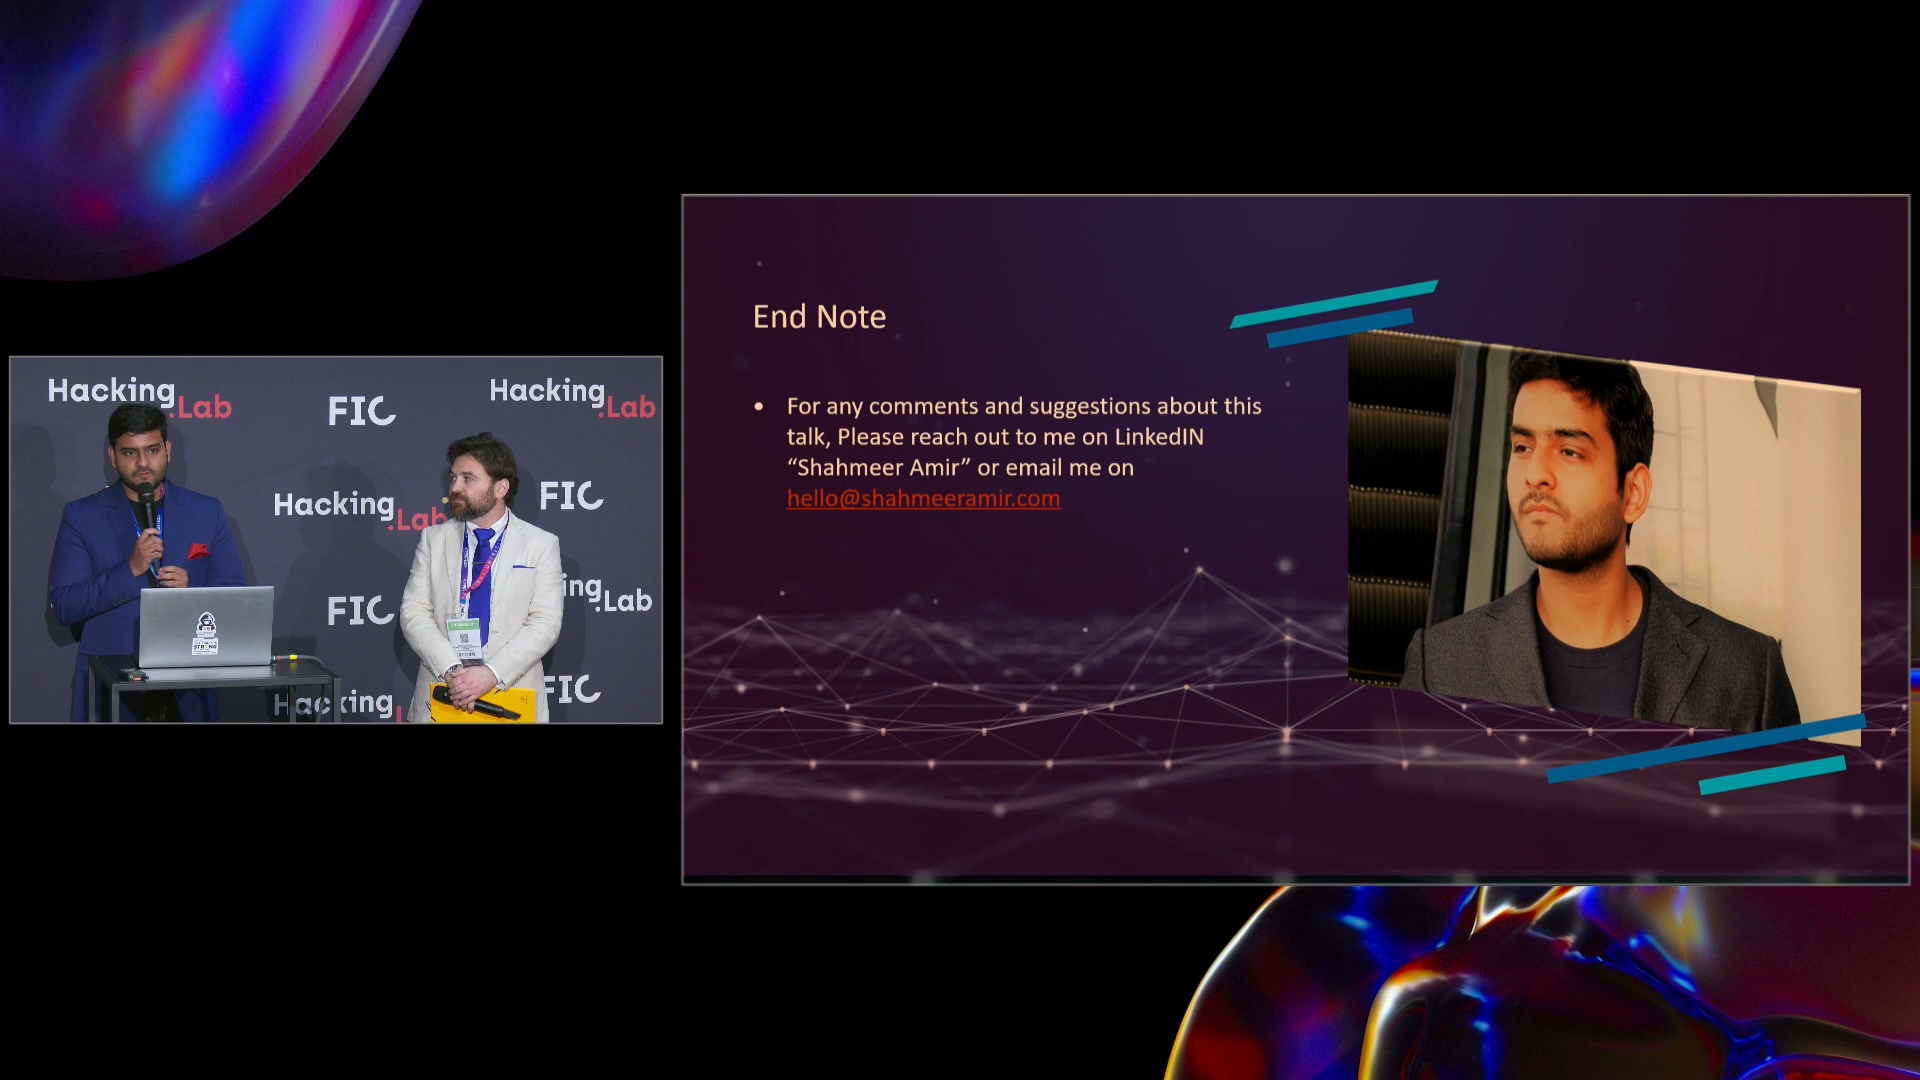 Hacking
.Lab
FIC
Hacking
.Lab
Hacking
.Lab
FIC
FIC
ing
.Lab
STRONG
Hacking
FIC
End Note
• For any comments and suggestions about this
talk, Please reach out to me on LinkedIN
“Shahmeer Amir” or email me on
hello@shahmeeramir.com